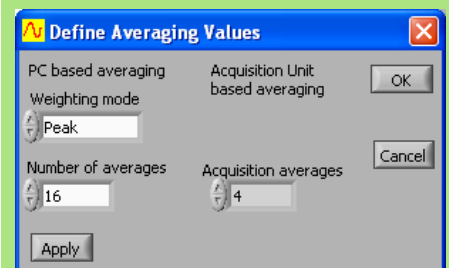 Define Averaging Values
PC based averaging
Weighting mode
Peak
Acquisition Unit
based averaging
OK
Cancel
Number of averages
16
Acquisition averages
4
Apply